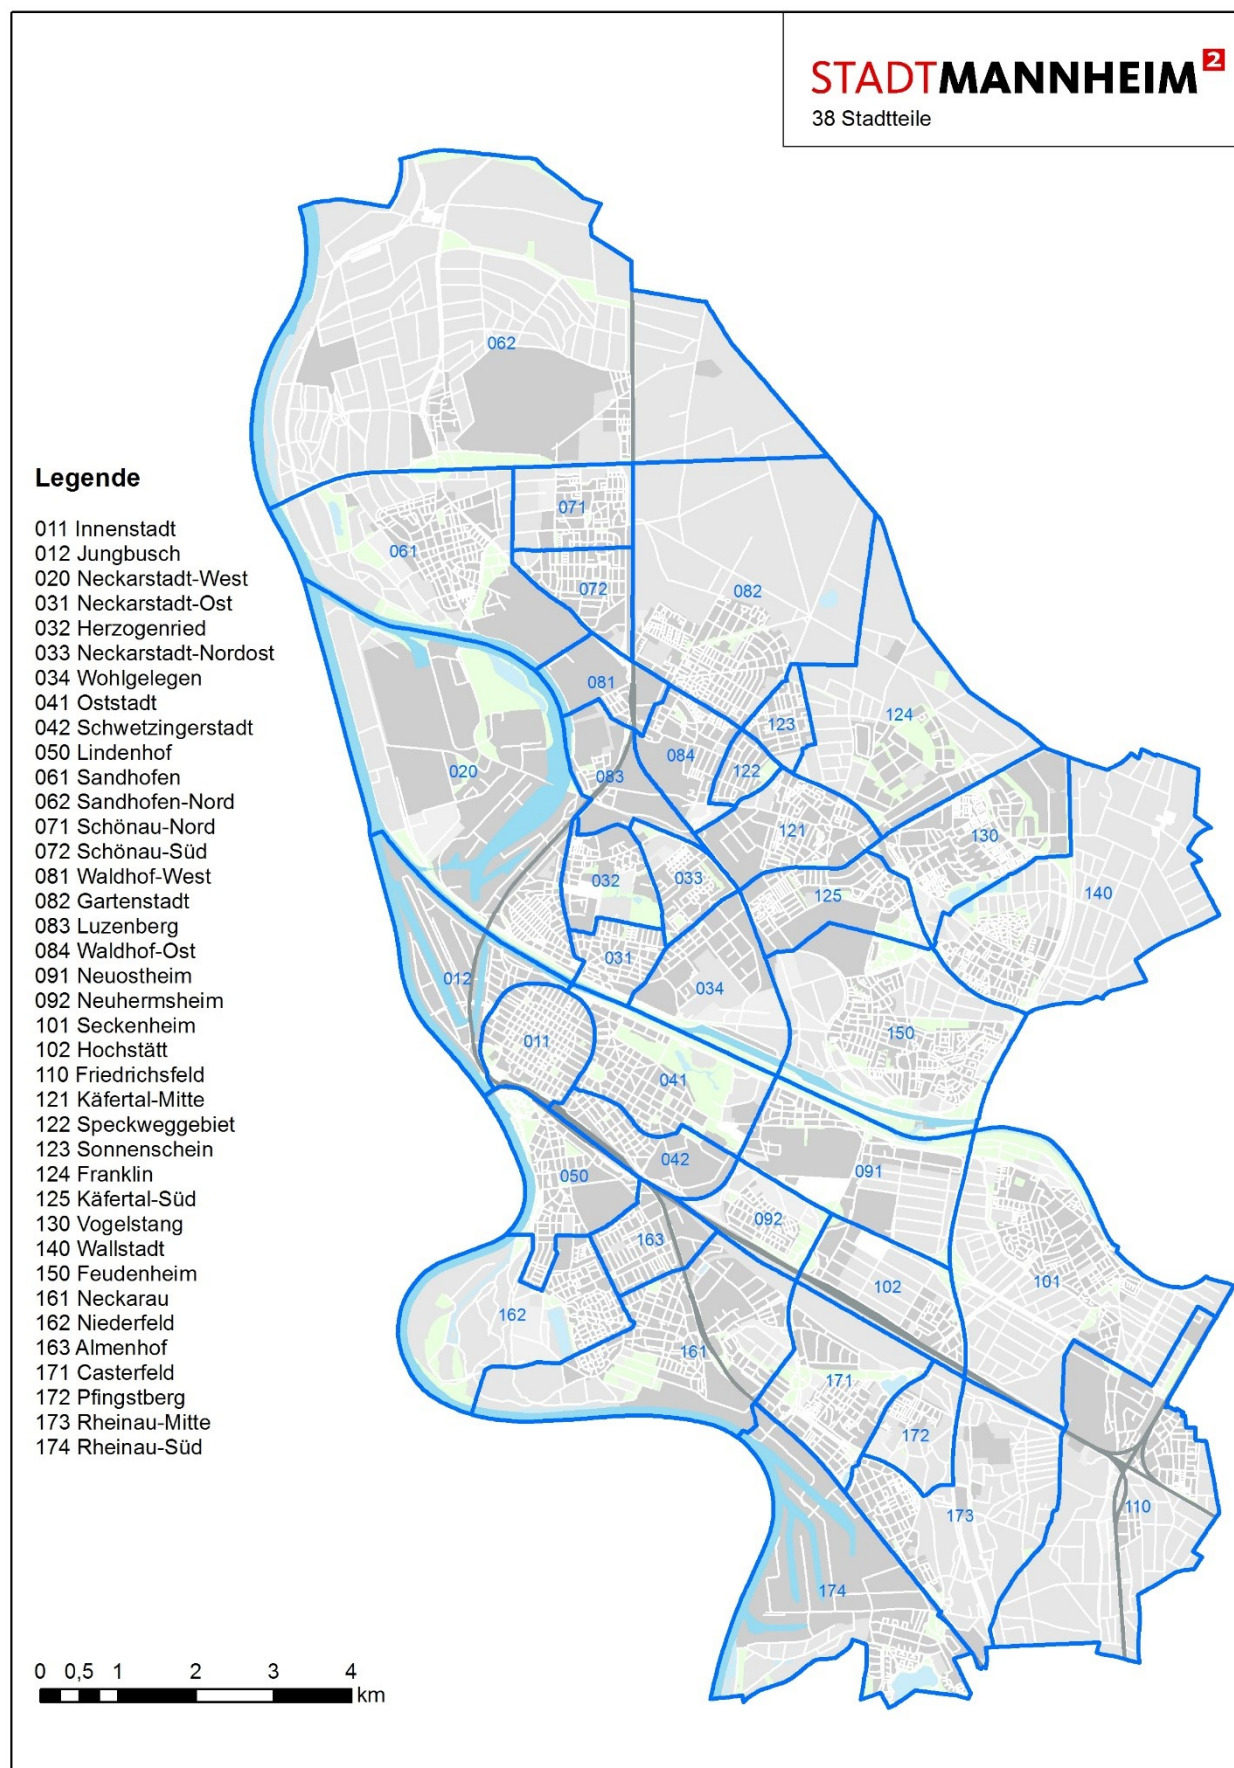 STADTMANNHEIM²
38 Stadtteile
062
071
061
072
082
081
123
124
084
020
083
122
121
130
032
033
125
140
031
012
034
011
150
041
042
091
050
092
163
102
101
162
161
171
172
110
173
174
Legende
011 Innenstadt
012 Jungbusch
020 Neckarstadt-West
031 Neckarstadt-Ost
032 Herzogenried
033 Neckarstadt-Nordost
034 Wohlgelegen
041 Oststadt
042 Schwetzingerstadt
050 Lindenhof
061 Sandhofen
062 Sandhofen-Nord
071 Schönau-Nord
072 Schönau-Süd
081 Waldhof-West
082 Gartenstadt
083 Luzenberg
084 Waldhof-Ost
091 Neuostheim
092 Neuhermsheim
101 Seckenheim
102 Hochstätt
110 Friedrichsfeld
121 Käfertal-Mitte
122 Speckweggebiet
123 Sonnenschein
124 Franklin
125 Käfertal-Süd
130 Vogelstang
140 Wallstadt
150 Feudenheim
161 Neckarau
162 Niederfeld
163 Almenhof
171 Casterfeld
172 Pfingstberg
173 Rheinau-Mitte
174 Rheinau-Süd
0 0,5 1 2 3 4
km